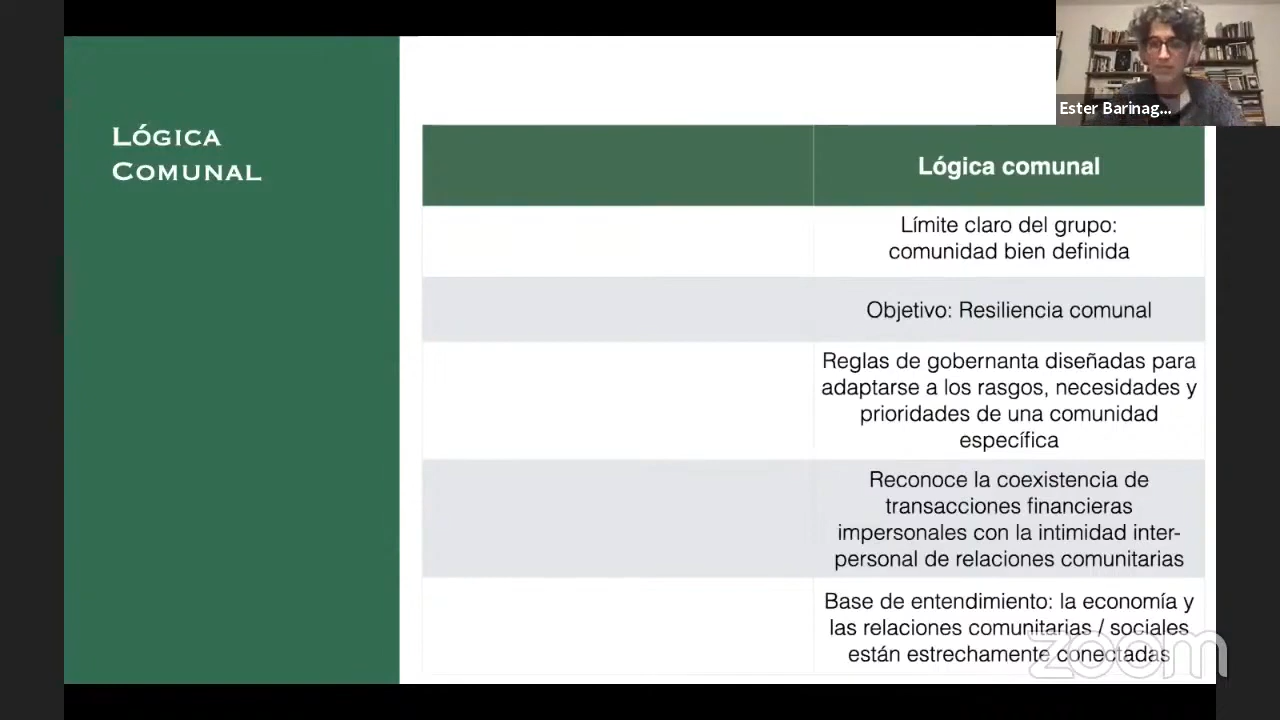 LÓGICA
COMUNAL
Ester Barinag...
Lógica comunal
Límite claro del grupo:
comunidad bien definida
Objetivo: Resiliencia comunal
Reglas de gobernanta diseñadas para
adaptarse a los rasgos, necesidades y
prioridades de una comunidad
específica
Reconoce la coexistencia de
transacciones financieras
impersonales con la intimidad inter-
personal de relaciones comunitarias
Base de entendimiento: la economía y
las relaciones comunitarias / sociales
están estrechamente conectadas
zoom